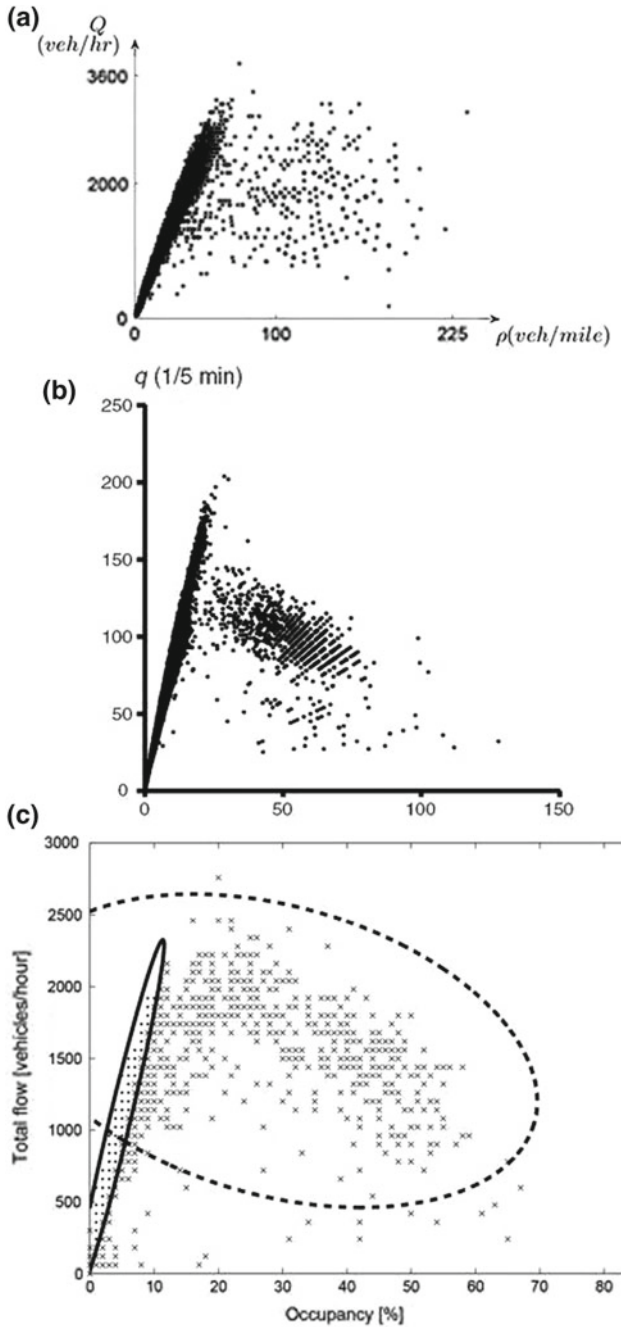 (a)
Q
(veh/hr)
3600
2000
0
0 100 225
ρ(veh/mile)
(b)
q (1/5 min)
250
200
150
100
50
0
0 50 100 150
(c)
3000
2500
2000
1500
1000
500
0
Total flow [vehicles/hour]
0 10 20 30 40 50 60 70 80
Occupancy [%]